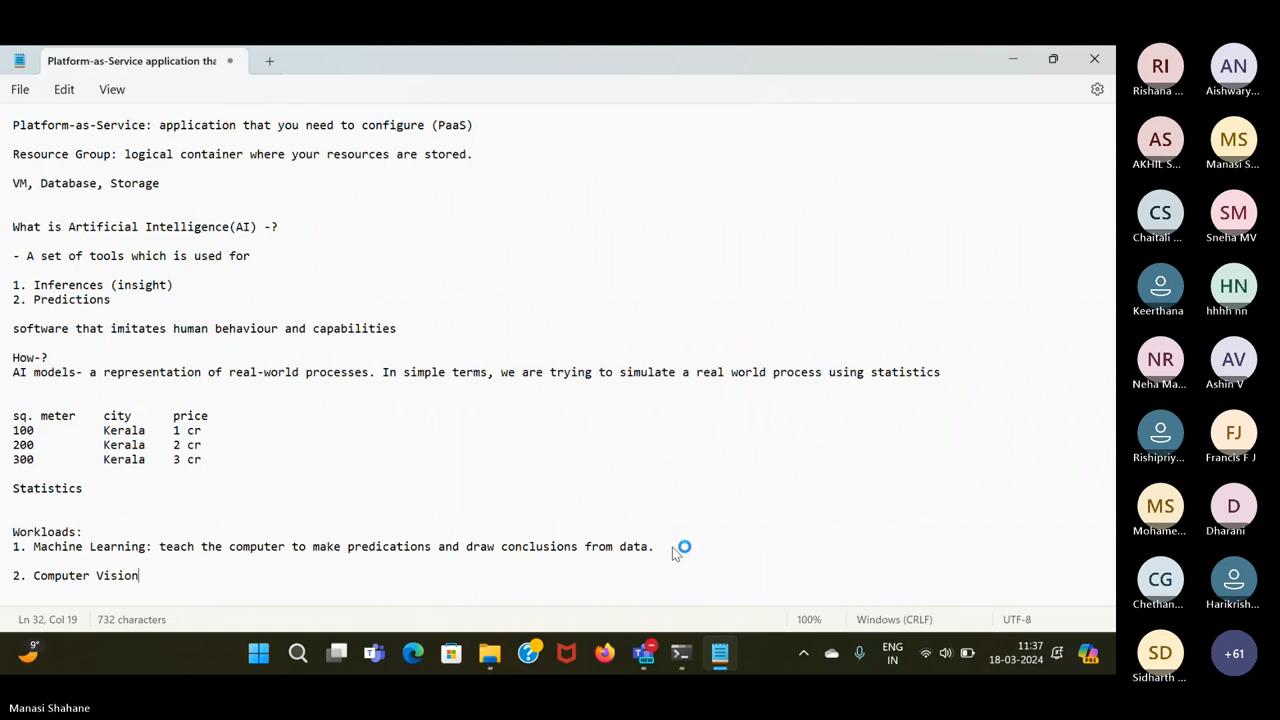 Platform-as-Service application tha
File Edit View
Platform-as-Service: application that you need to configure (PaaS)
Resource Group: logical container where your resources are stored.
VM, Database, Storage
What is Artificial Intelligence(AI) -?
- A set of tools which is used for
1. Inferences (insight)
2. Predictions
software that imitates human behaviour and capabilities
How-?
AI models- a representation of real-world processes. In simple terms, we are trying to simulate a real world process using statistics
sq. meter city price
100 Kerala 1 cr
200 Kerala 2 cr
300 Kerala 3 cr
Statistics
Workloads:
1. Machine Learning: teach the computer to make predications and draw conclusions from data.
2. Computer Vision
Ln 32, Col 19 732 characters 100% Windows (CRLF) UTF-8
9°
NEW
ENG
IN
11:37
18-03-2024
Manasi Shahane
RI AN
Rishana ... Aishwary...
AS MS
AKHIL S... Manasi S...
CS SM
Chaitali ... Sneha MV
HN
Keerthana hhhh nn
NR AV
Neha Ma... Ashin V
FJ
Rishipriy... Francis F J
MS D
Mohame... Dharani
CG
Chethan... Harikrish...
SD +61
Sidharth ...